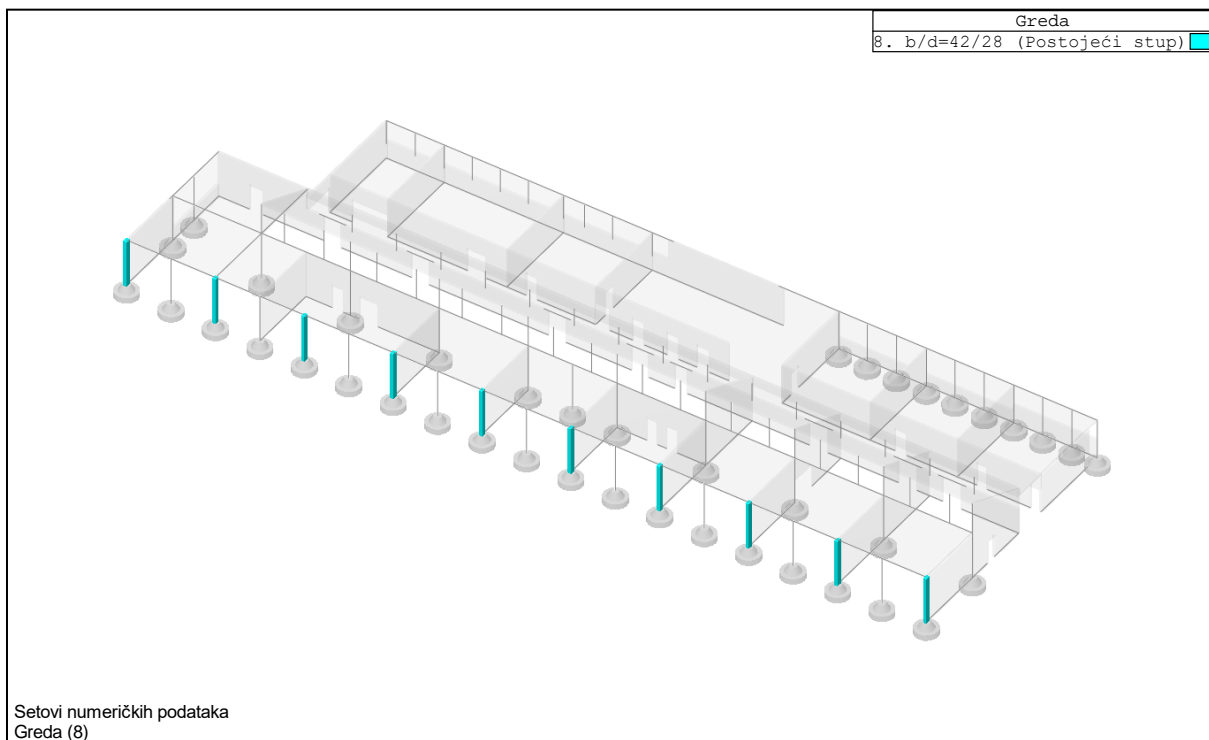 Greda
8. b/d=42/28 (Postojeći stup)
Setovi numeričkih podataka
Greda (8)